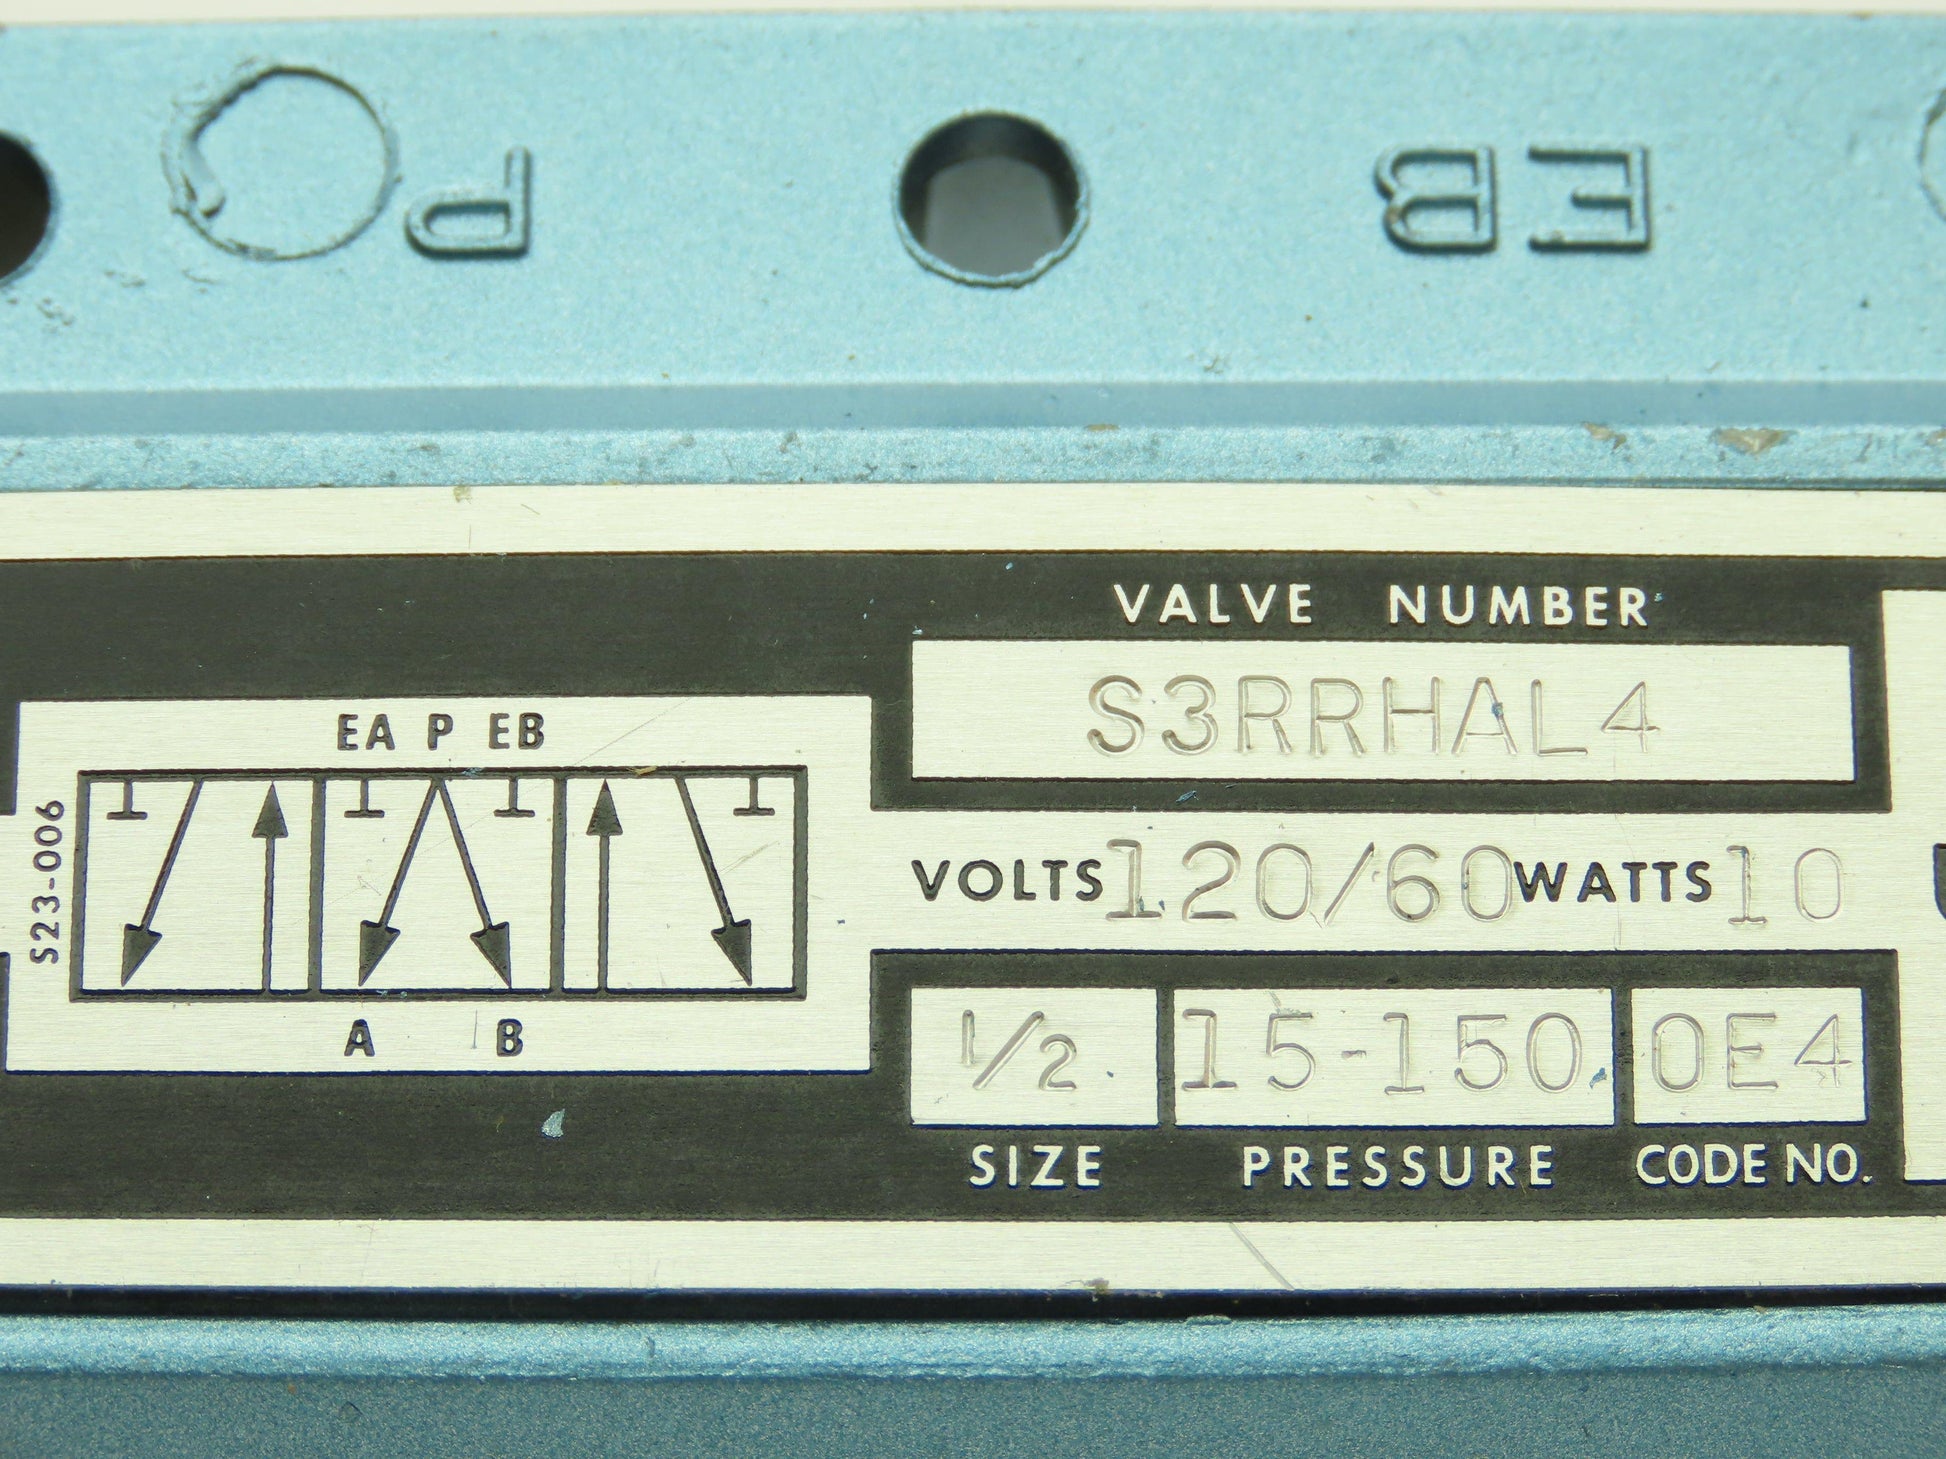 P EB
VALVE NUMBER
S3RRHAL4
EA P EB
S23-006
A B
VOLTS 120/60 WATTS 10
1/2 15-150 0E4
SIZE PRESSURE CODE NO.